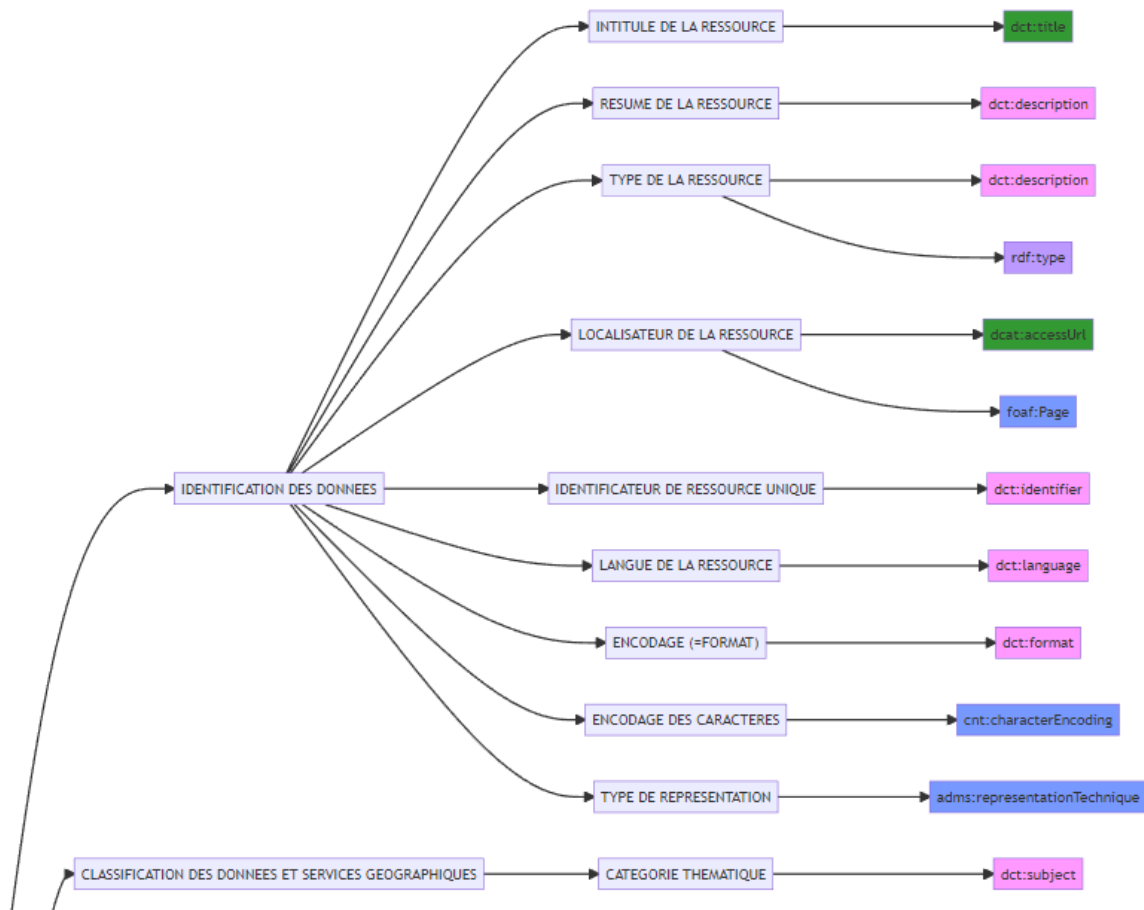 INTITULE DE LA RESSOURCE
dct:title
RESUME DE LA RESSOURCE
dct:description
TYPE DE LA RESSOURCE
dct:description
rdf:type
LOCALISATEUR DE LA RESSOURCE
dcat:accessUrl
foaf:Page
IDENTIFICATION DES DONNEES
IDENTIFICATEUR DE RESSOURCE UNIQUE
dct:identifier
LANGUE DE LA RESSOURCE
dct:language
ENCODAGE (=FORMAT)
dct:format
ENCODAGE DES CARACTERES
cnt:characterEncoding
TYPE DE REPRESENTATION
adms:representationTechnique
CLASSIFICATION DES DONNEES ET SERVICES GEOGRAPHIQUES
CATEGORIE THEMATIQUE
dct:subject